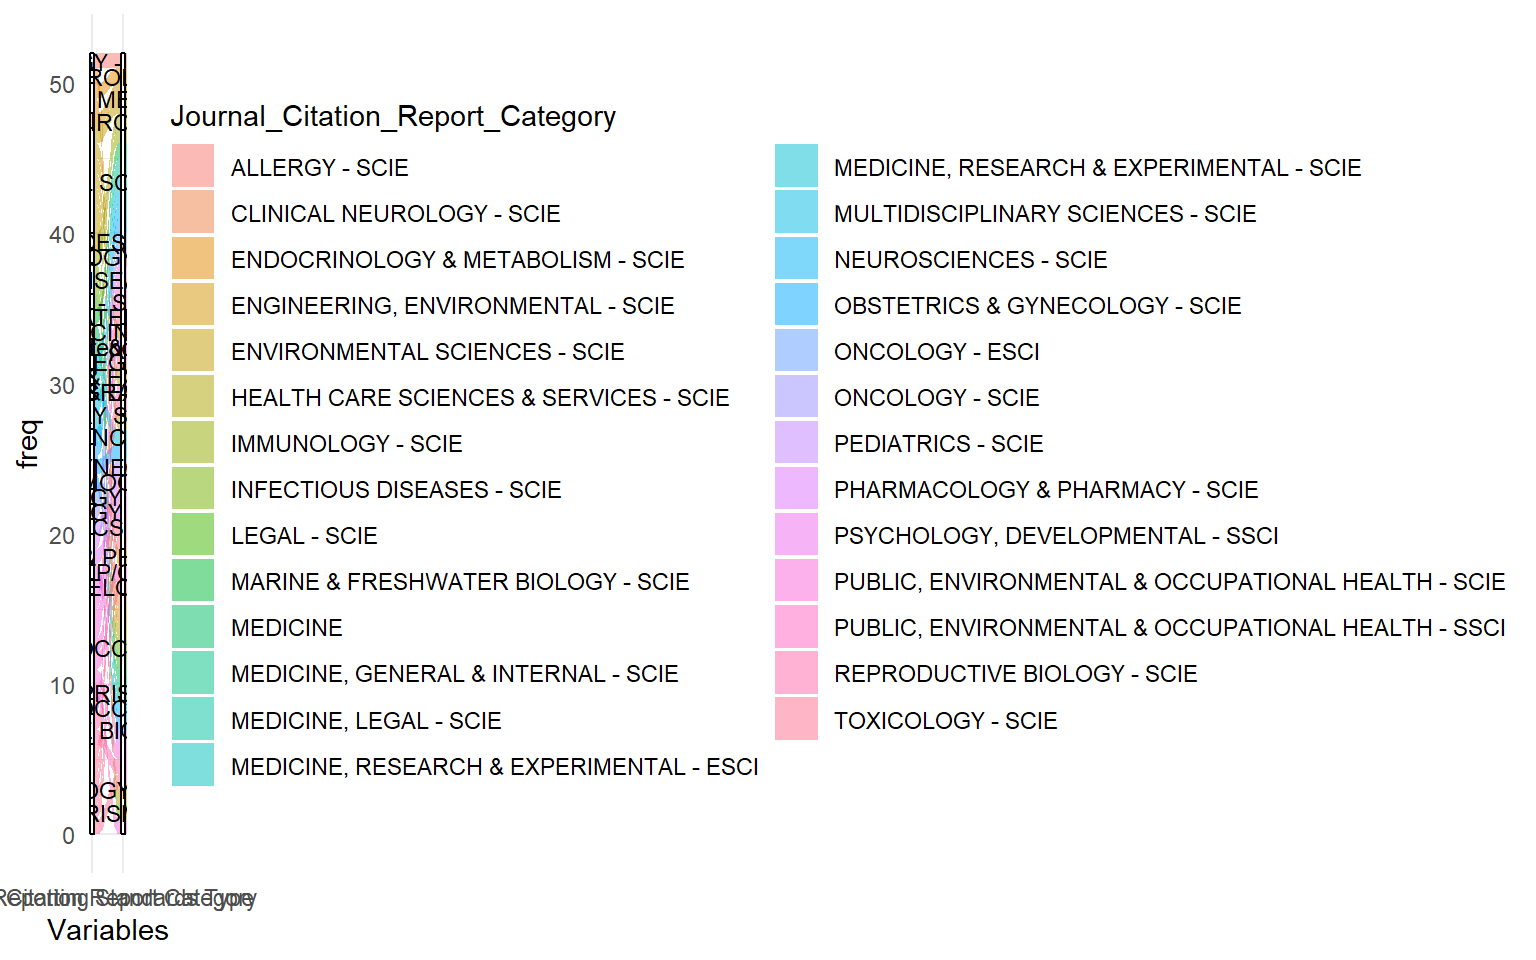 50
40
30
20
10
0
freq
Variables
Journal_Citation_Report_Category
ALLERGY - SCIE
CLINICAL NEUROLOGY - SCIE
ENDOCRINOLOGY & METABOLISM - SCIE
ENGINEERING, ENVIRONMENTAL - SCIE
ENVIRONMENTAL SCIENCES - SCIE
HEALTH CARE SCIENCES & SERVICES - SCIE
IMMUNOLOGY - SCIE
INFECTIOUS DISEASES - SCIE
LEGAL - SCIE
MARINE & FRESHWATER BIOLOGY - SCIE
MEDICINE
MEDICINE, GENERAL & INTERNAL - SCIE
MEDICINE, LEGAL - SCIE
MEDICINE, RESEARCH & EXPERIMENTAL - ESCI
MEDICINE, RESEARCH & EXPERIMENTAL - SCIE
MULTIDISCIPLINARY SCIENCES - SCIE
NEUROSCIENCES - SCIE
OBSTETRICS & GYNECOLOGY - SCIE
ONCOLOGY - ESCI
ONCOLOGY - SCIE
PEDIATRICS - SCIE
PHARMACOLOGY & PHARMACY - SCIE
PSYCHOLOGY, DEVELOPMENTAL - SSCI
PUBLIC, ENVIRONMENTAL & OCCUPATIONAL HEALTH - SCIE
PUBLIC, ENVIRONMENTAL & OCCUPATIONAL HEALTH - SSCI
REPRODUCTIVE BIOLOGY - SCIE
TOXICOLOGY - SCIE